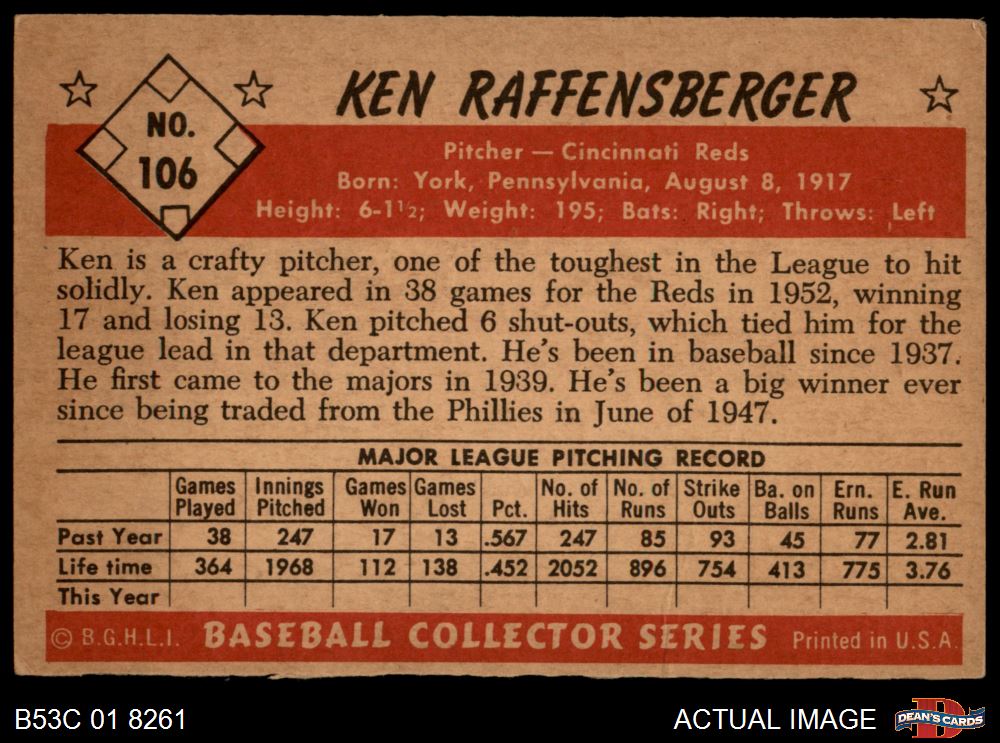 NO.
106
KEN RAFFENSBERGER
Pitcher — Cincinnati Reds
Born: York, Pennsylvania, August 8, 1917
Height: 6-1½; Weight: 195; Bats: Right; Throws: Left
Ken is a crafty pitcher, one of the toughest in the League to hit
solidly. Ken appeared in 38 games for the Reds in 1952, winning
17 and losing 13. Ken pitched 6 shut-outs, which tied him for the
league lead in that department. He's been in baseball since 1937.
He first came to the majors in 1939. He's been a big winner ever
since being traded from the Phillies in June of 1947.
MAJOR LEAGUE PITCHING RECORD
Games Innings Games Games No. of No. of Strike Ba. on Ern. E. Run
Played Pitched Won Lost Pct. Hits Runs Outs Balls Runs Ave.
Past Year 38 247 17 13 .567 247 85 93 45 77 2.81
Life time 364 1968 112 138 .452 2052 896 754 413 775 3.76
This Year
© B.G.H.L.I. BASEBALL COLLECTOR SERIES Printed in U.S.A.
B53C 01 8261 ACTUAL IMAGE DEAN'S CARDS